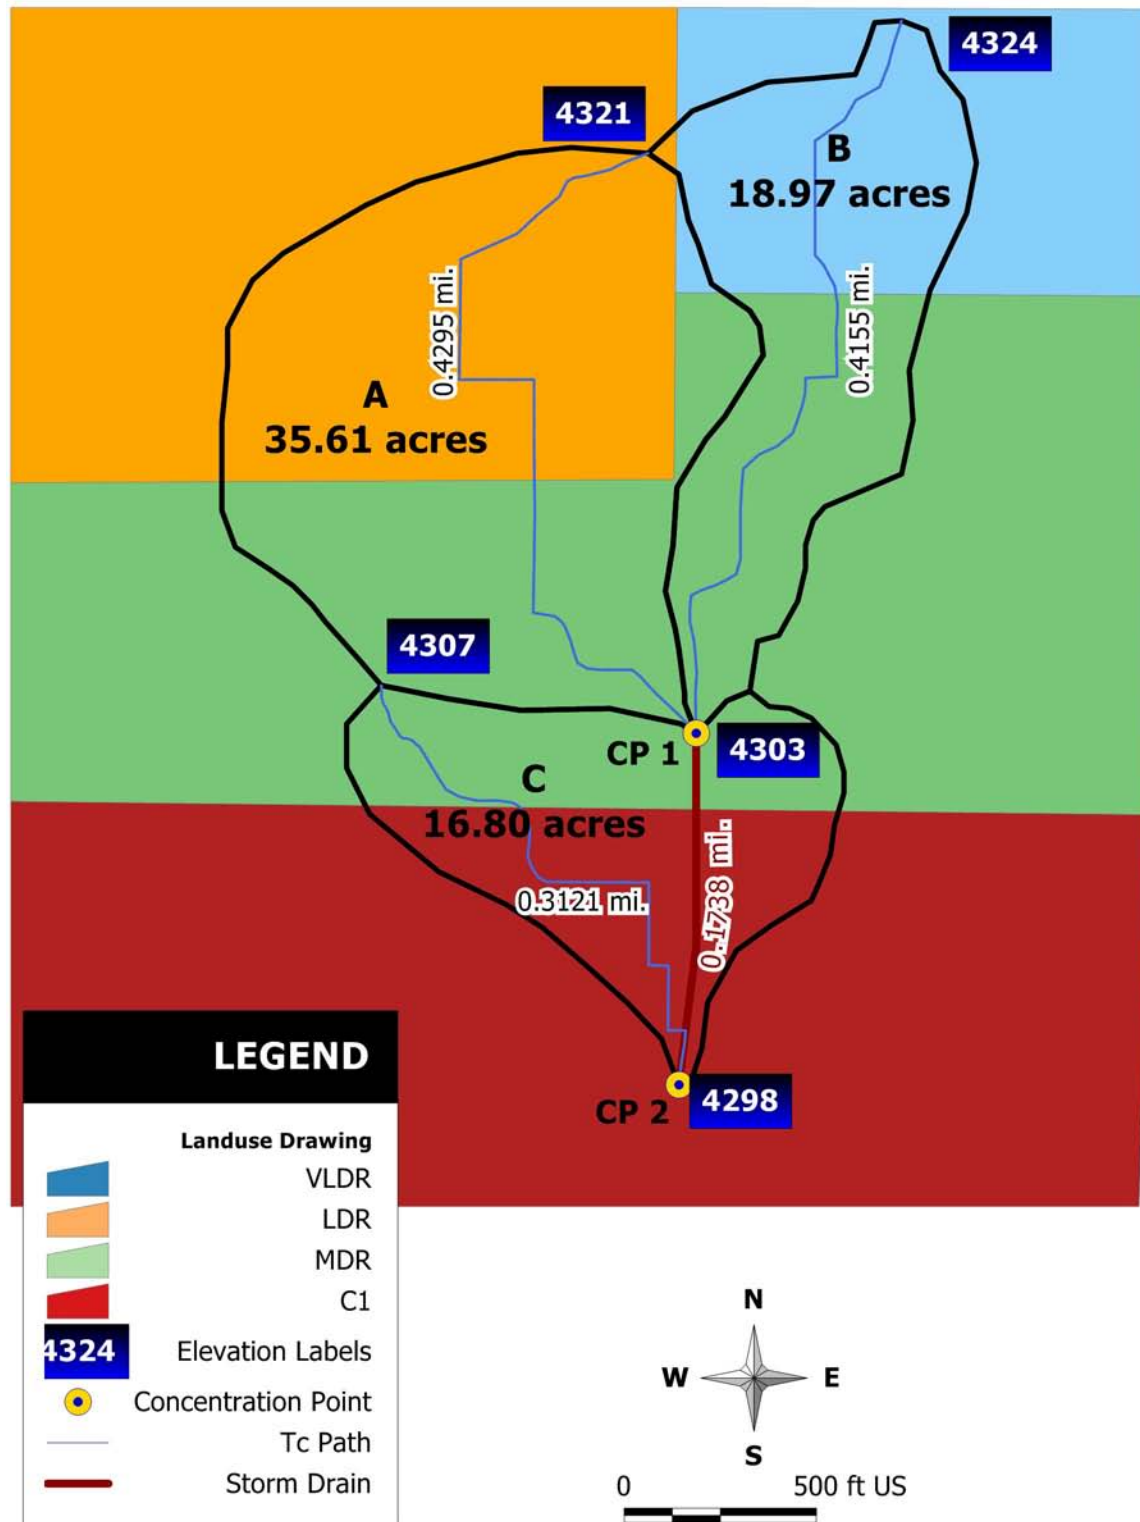 4324
4321
B
18.97 acres
0.4295 mi.
0.4155 mi.
A
35.61 acres
4307
CP 1
4303
C
16.80 acres
0.1738 mi.
0.3121 mi.
CP 2
4298
LEGEND
Landuse Drawing
VLDR
LDR
MDR
C1
4324 Elevation Labels
Concentration Point
Tc Path
Storm Drain
N
W E
S
0 500 ft US